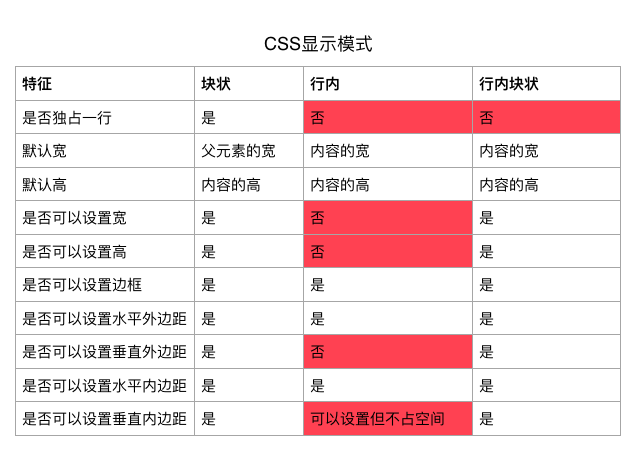 CSS显示模式
特征 块状 行内 行内块状
是否独占一行 是 否 否
默认宽 父元素的宽 内容的宽 内容的宽
默认高 内容的高 内容的高 内容的高
是否可以设置宽 是 否 是
是否可以设置高 是 否 是
是否可以设置边框 是 是 是
是否可以设置水平外边距 是 是 是
是否可以设置垂直外边距 是 否 是
是否可以设置水平内边距 是 是 是
是否可以设置垂直内边距 是 可以设置但不占空间 是